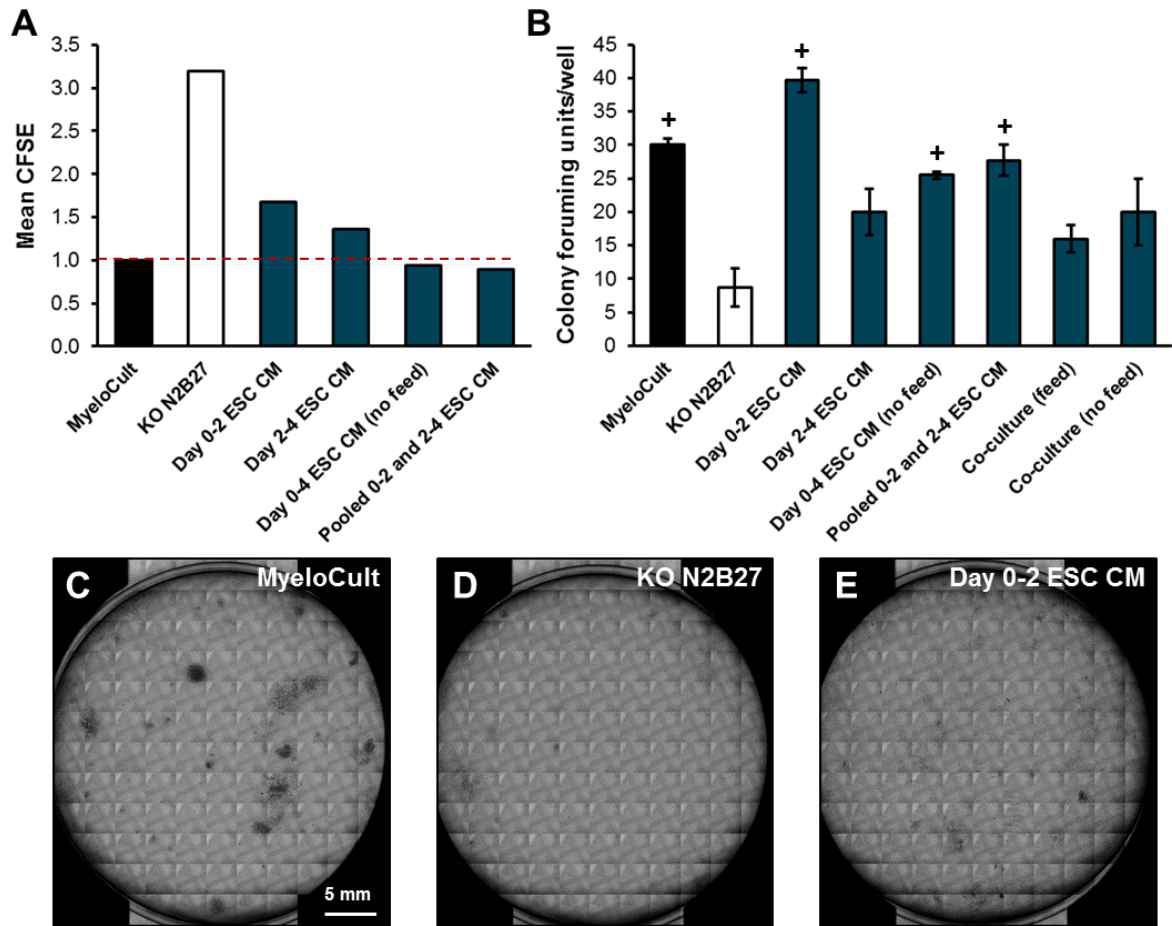 A
Mean CFSE
3.5
3.0
2.5
2.0
1.5
1.0
0.5
0.0
MyeloCult
KO N2B27
Day 0-2 ESC CM
Day 2-4 ESC CM
Day 0-4 ESC CM (no feed)
Pooled 0-2 and 2-4 ESC CM
B
Colony foruming units/well
45
40
35
30
25
20
15
10
5
0
+
+
+
+
MyeloCult
KO N2B27
Day 0-2 ESC CM
Day 2-4 ESC CM
Day 0-4 ESC CM (no feed)
Pooled 0-2 and 2-4 ESC CM
Co-culture (feed)
Co-culture (no feed)
C
MyeloCult
5 mm
D
KO N2B27
E
Day 0-2 ESC CM